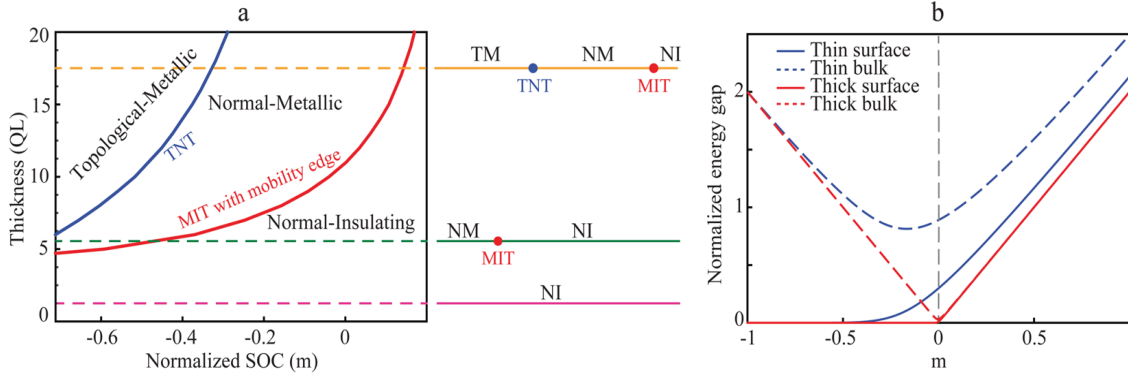 a
Thickness (QL)
20
15
10
5
0
-0.6
-0.4
-0.2
0
Normalized SOC (m)
Topological-Metallic
TNT
Normal-Metallic
MIT with mobility edge
Normal-Insulating
TM
NM
NI
TNT
MIT
NM
NI
MIT
NI
b
Normalized energy gap
2
1
0
-1
0
0.5
m
Thin surface
Thin bulk
Thick surface
Thick bulk